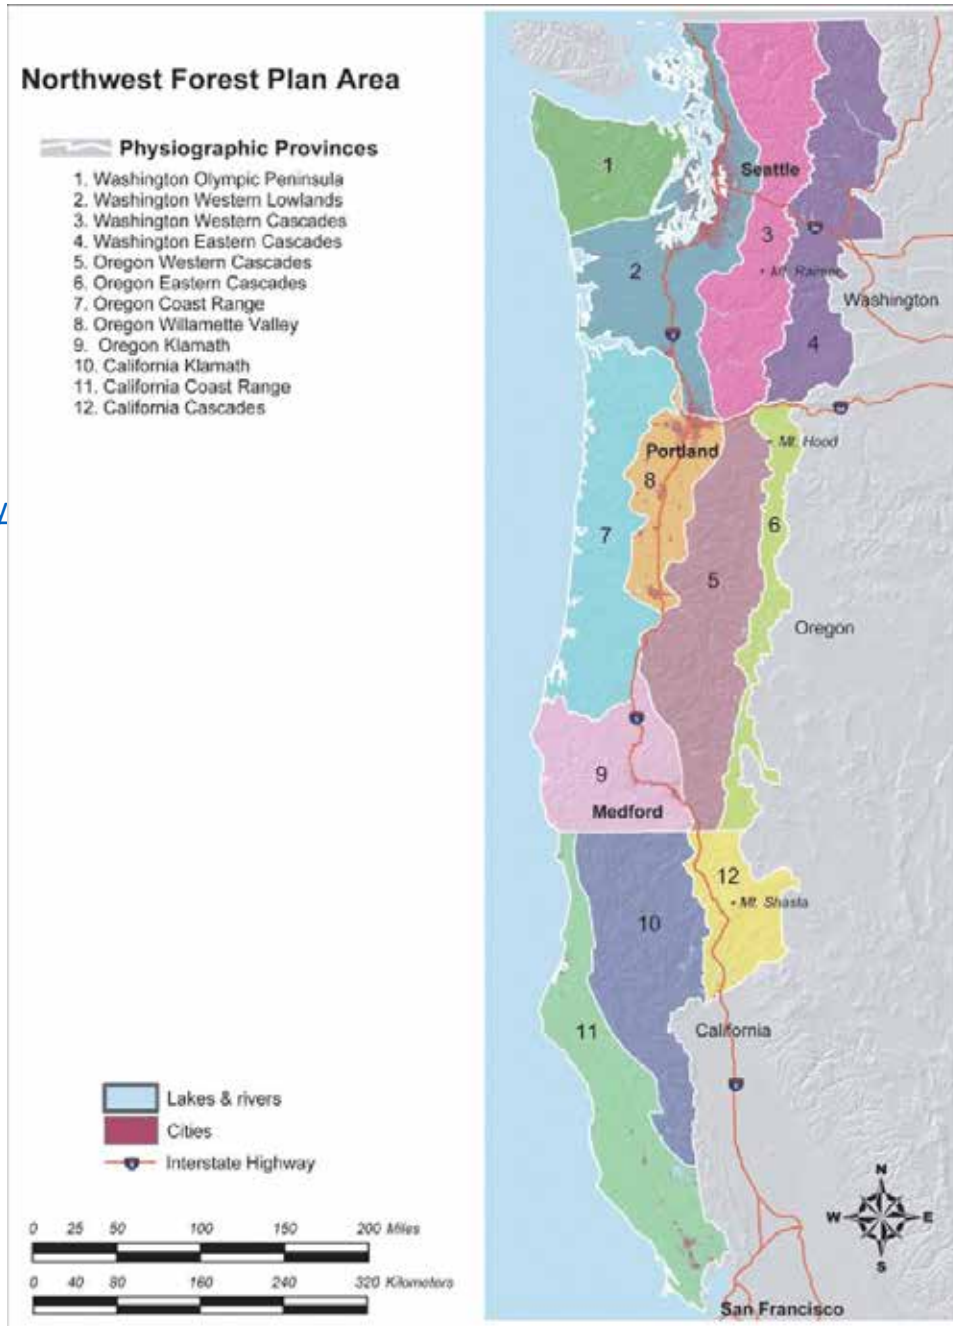 Northwest Forest Plan Area
Physiographic Provinces
1. Washington Olympic Peninsula
2. Washington Western Lowlands
3. Washington Western Cascades
4. Washington Eastern Cascades
5. Oregon Western Cascades
6. Oregon Eastern Cascades
7. Oregon Coast Range
8. Oregon Willamette Valley
9. Oregon Klamath
10. California Klamath
11. California Coast Range
12. California Cascades
1
Seattle
2
3
Mt. Rainier
Washington
4
Mt. Hood
Portland
8
7
6
5
Oregon
9
Medford
12
Mt. Shasta
10
11
California
San Francisco
Lakes & rivers
Cities
Interstate Highway
0 25 50 100 150 200 Miles
0 40 80 160 240 320 Kilometers
N
W E
S